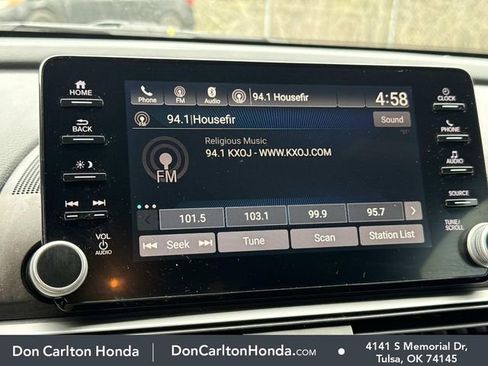 HOME
BACK
VOL
AUDIO
Phone
FM
Audio
94.1 Housefir
4:58
94.1|Housefir
Sound
Religious Music
94.1 KXOJ - WWW.KXOJ.COM
FM
101.5
103.1
99.9
95.7
Seek
Tune
Scan
Station List
CLOCK
PHONE
AUDIO
SOURCE
TUNE/
SCROLL
Don Carlton Honda
DonCarltonHonda.com
4141 S Memorial Dr,
Tulsa, OK 74145